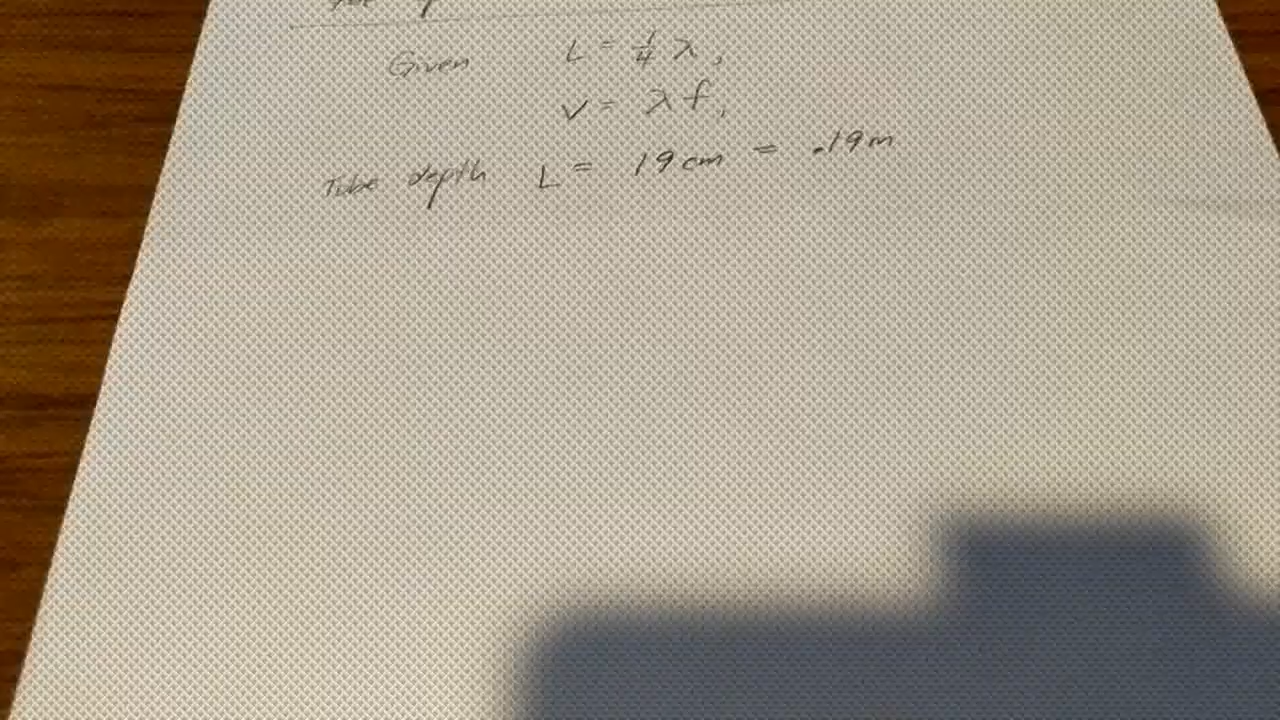 Given L = 1/4 λ,
V = λf,
Tube depth L = 19cm = .19m